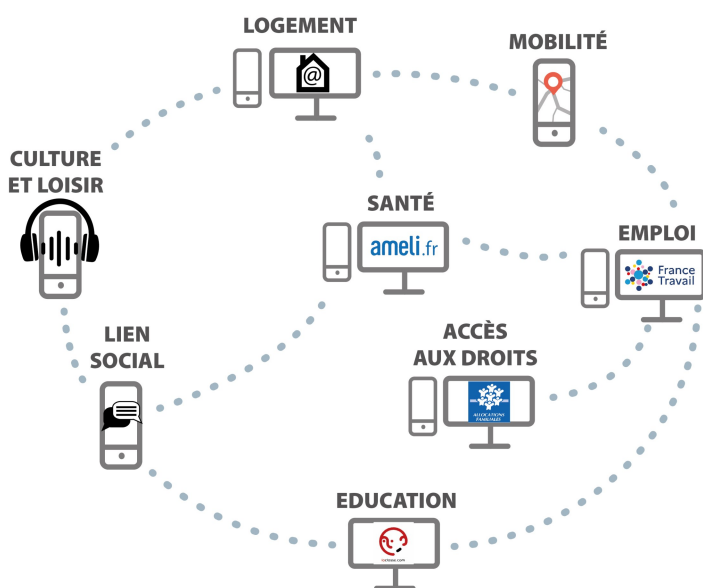 LOGEMENT
@
MOBILITÉ
CULTURE
ET LOISIR
SANTÉ
ameli.fr
EMPLOI
France
Travail
LIEN
SOCIAL
ACCÈS
AUX DROITS
ALLOCATIONS
FAMILIALES
EDUCATION